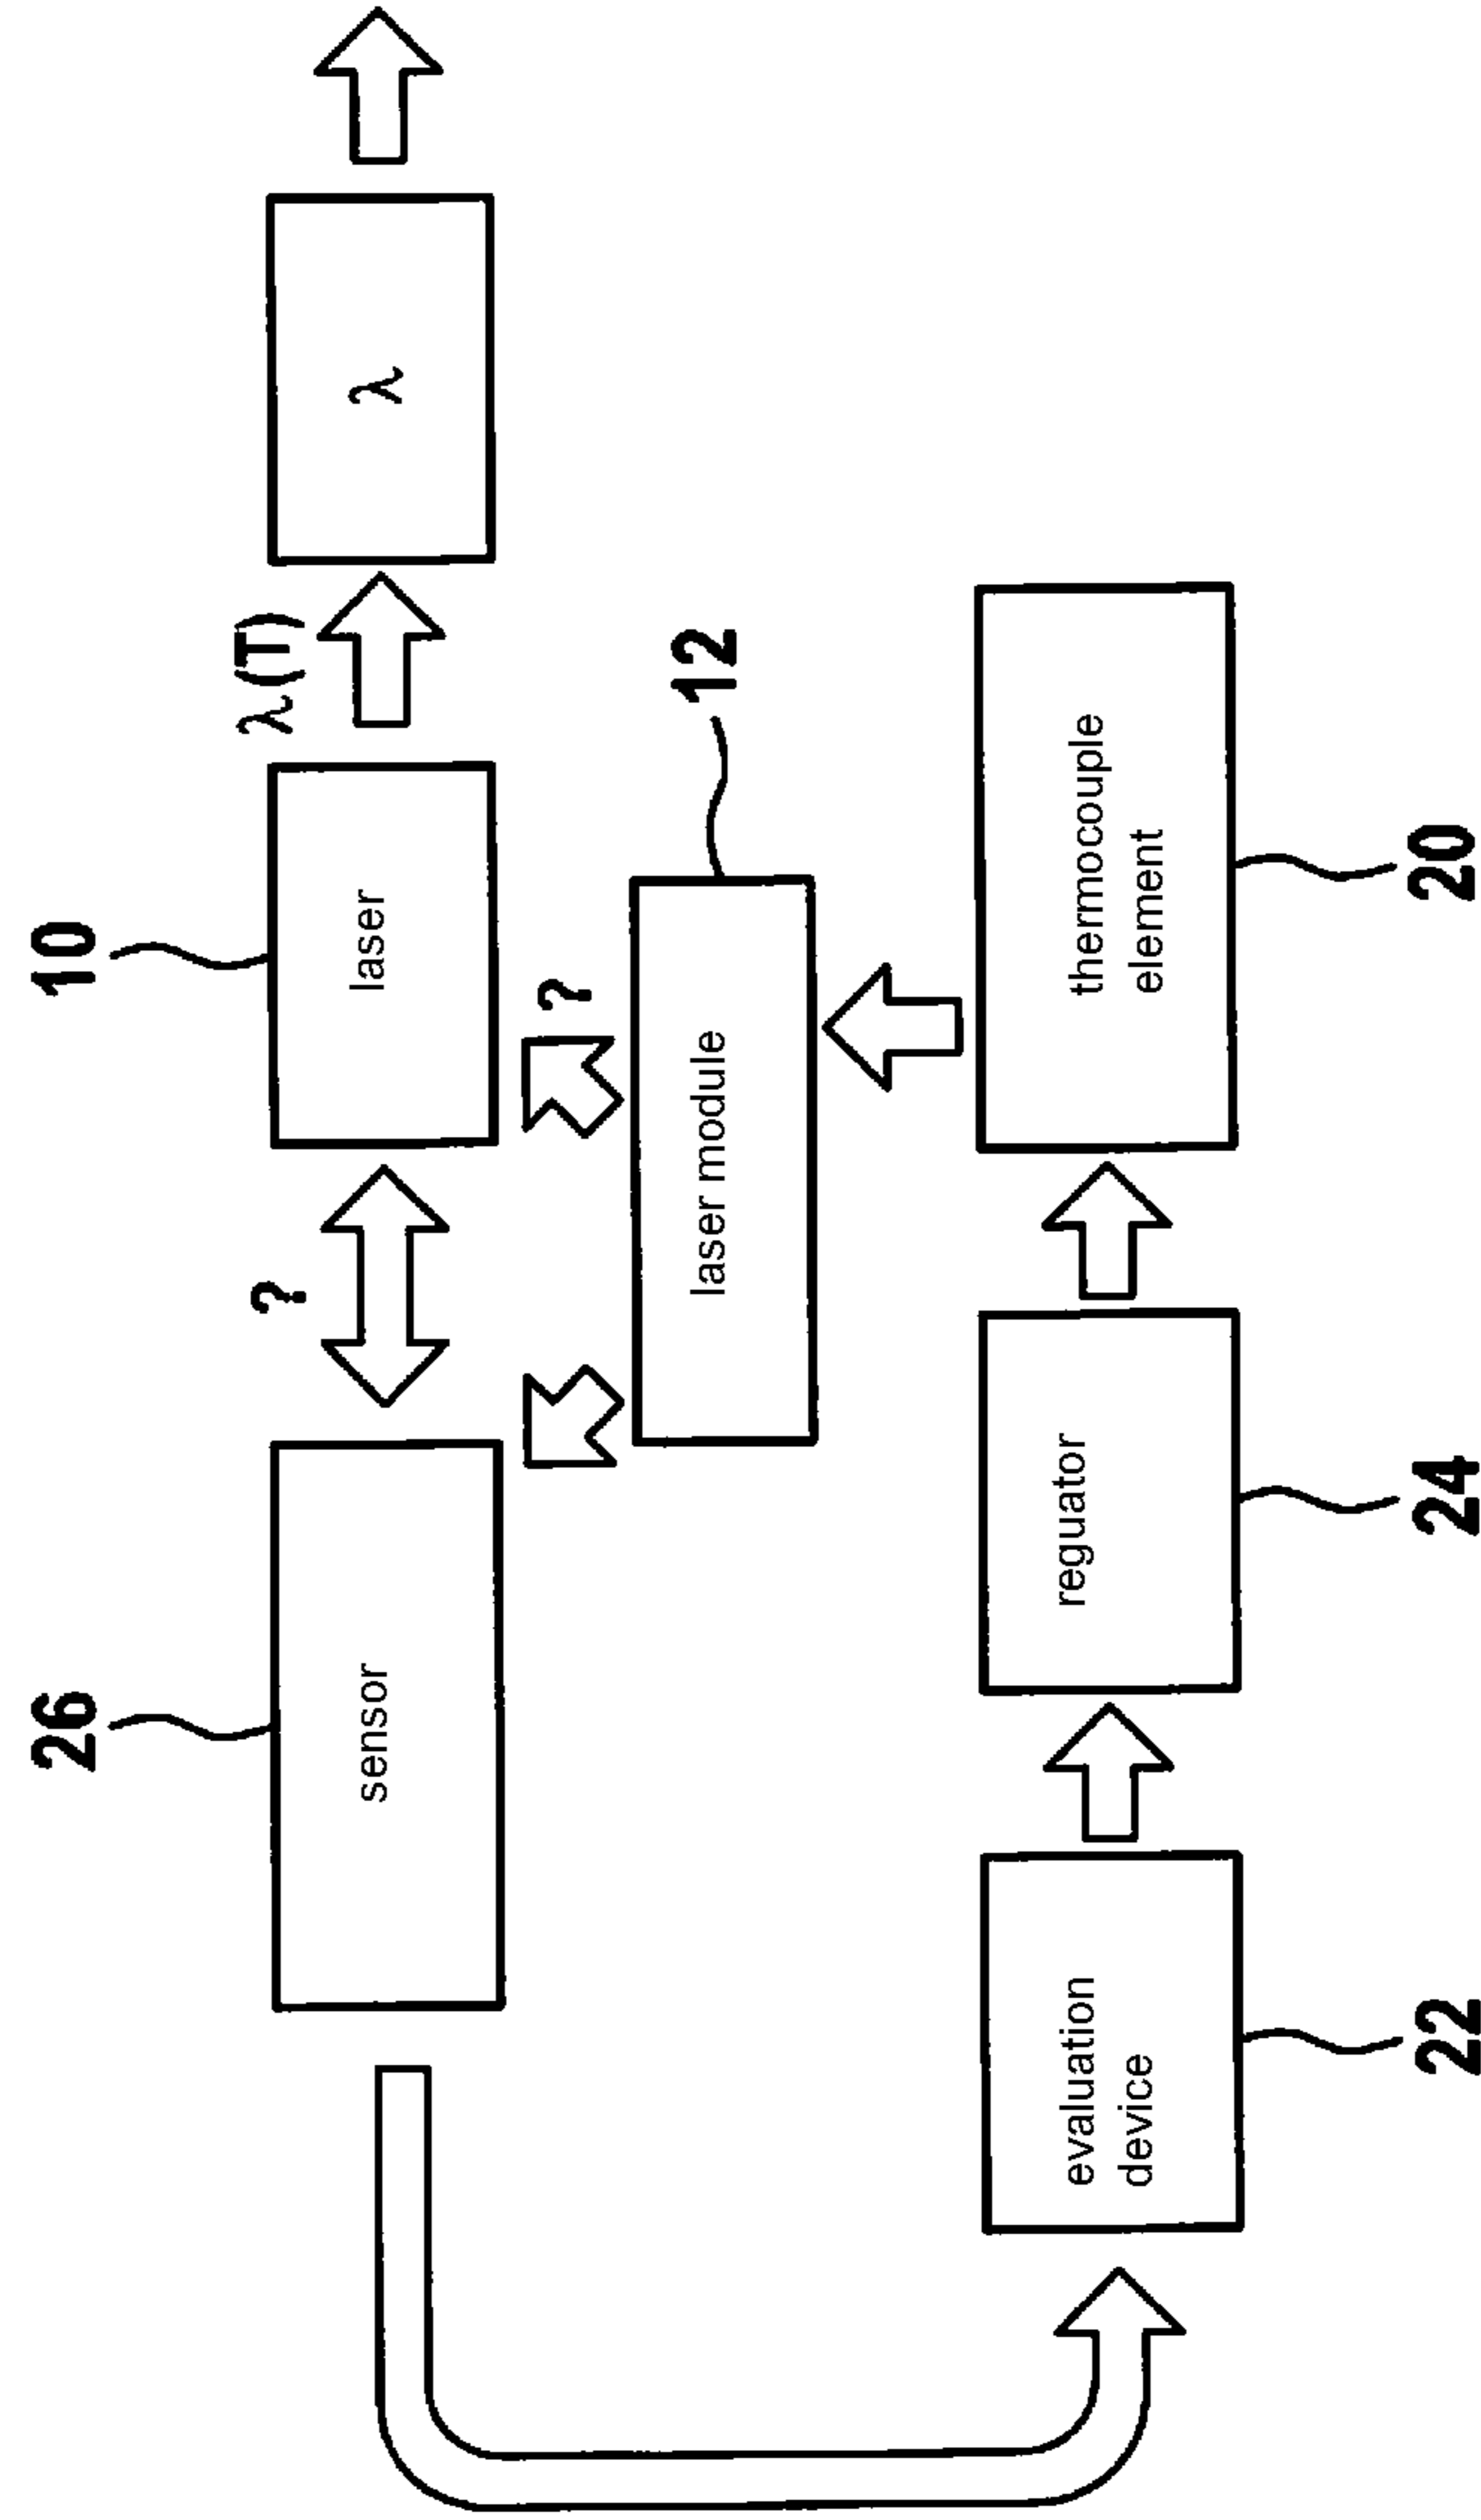 26
10
?
λ(T)
sensor
laser
λ
?
12
laser module
evaluation
device
reguator
thermocouple
element
22
24
20